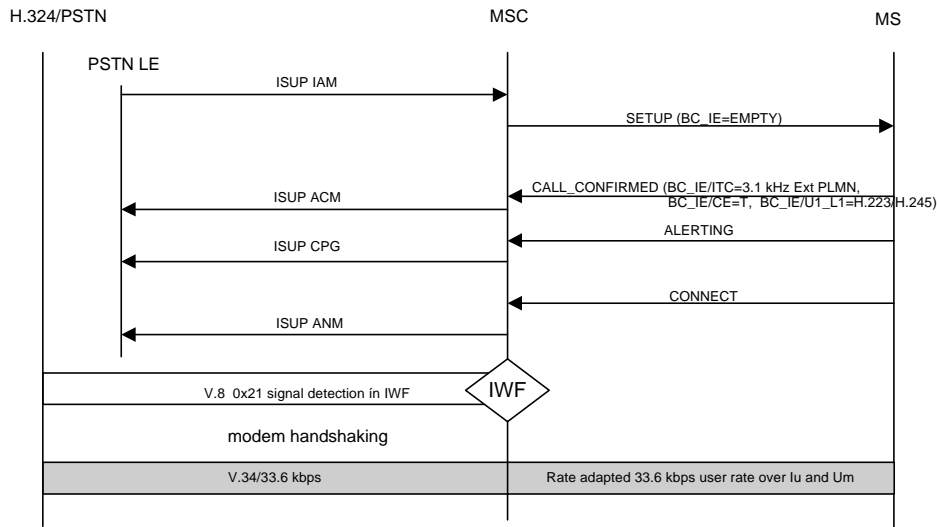 H.324/PSTN
MSC
MS
PSTN LE
ISUP IAM
SETUP (BC_IE=EMPTY)
CALL_CONFIRMED (BC_IE/ITC=3.1 kHz Ext PLMN,
BC_IE/CE=T, BC_IE/U1_L1=H.223/H.245)
ISUP ACM
ALERTING
ISUP CPG
CONNECT
ISUP ANM
IWF
V.8 0x21 signal detection in IWF
modem handshaking
V.34/33.6 kbps
Rate adapted 33.6 kbps user rate over Iu and Um